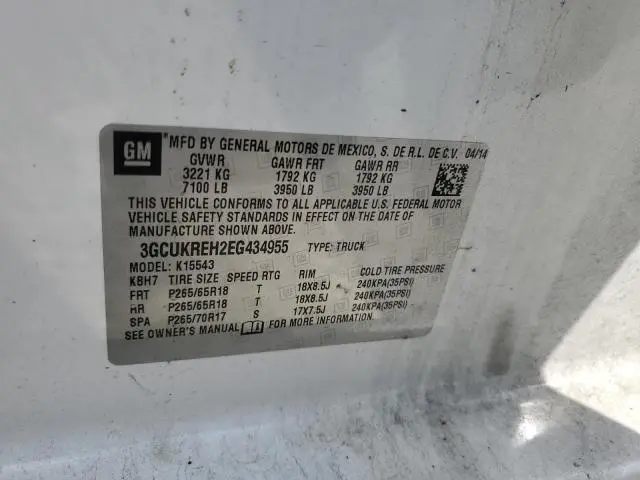 GM
MFD BY GENERAL MOTORS DE MEXICO, S. DE R.L. DE C.V. 04/14
GVWR GAWR FRT GAWR RR
3221 KG 1792 KG 1792 KG
7100 LB 3950 LB 3950 LB
THIS VEHICLE CONFORMS TO ALL APPLICABLE U.S. FEDERAL MOTOR
VEHICLE SAFETY STANDARDS IN EFFECT ON THE DATE OF
MANUFACTURE SHOWN ABOVE.
3GCUKREH2EG434955 TYPE: TRUCK
MODEL: K15543
KBH7 TIRE SIZE SPEED RTG RIM COLD TIRE PRESSURE
FRT P265/65R18 T 18X8.5J 240KPA(35PSI)
RR P265/65R18 T 18X8.5J 240KPA(35PSI)
SPA P265/70R17 S 17X7.5J 240KPA(35PSI)
SEE OWNER'S MANUAL FOR MORE INFORMATION.